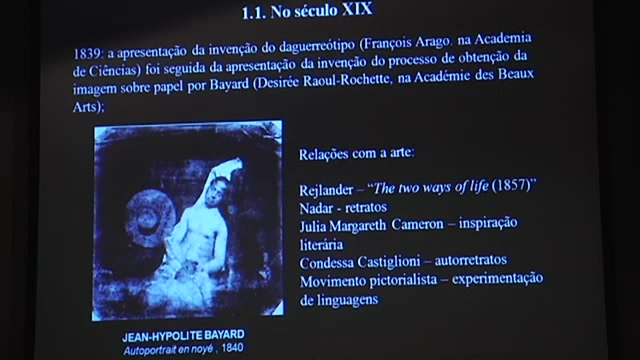 1.1. No século XIX
1839: a apresentação da invenção do daguerreótipo (François Arago, na Academia
de Ciências) foi seguida da apresentação da invenção do processo de obtenção da
imagem sobre papel por Bayard (Desirée Raoul-Rochette, na Académie des Beaux
Arts);
Relações com a arte:
Rejlander – “The two ways of life (1857)”
Nadar - retratos
Julia Margareth Cameron – inspiração
literária
Condessa Castiglioni – autorretratos
Movimento pictorialista – experimentação
de linguagens
JEAN-HYPOLITE BAYARD
Autoportrait en noyé , 1840